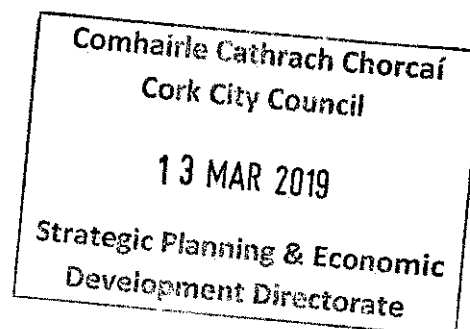 Comhairle Cathrach Chorcaí
Cork City Council
13 MAR 2019
Strategic Planning & Economic
Development Directorate